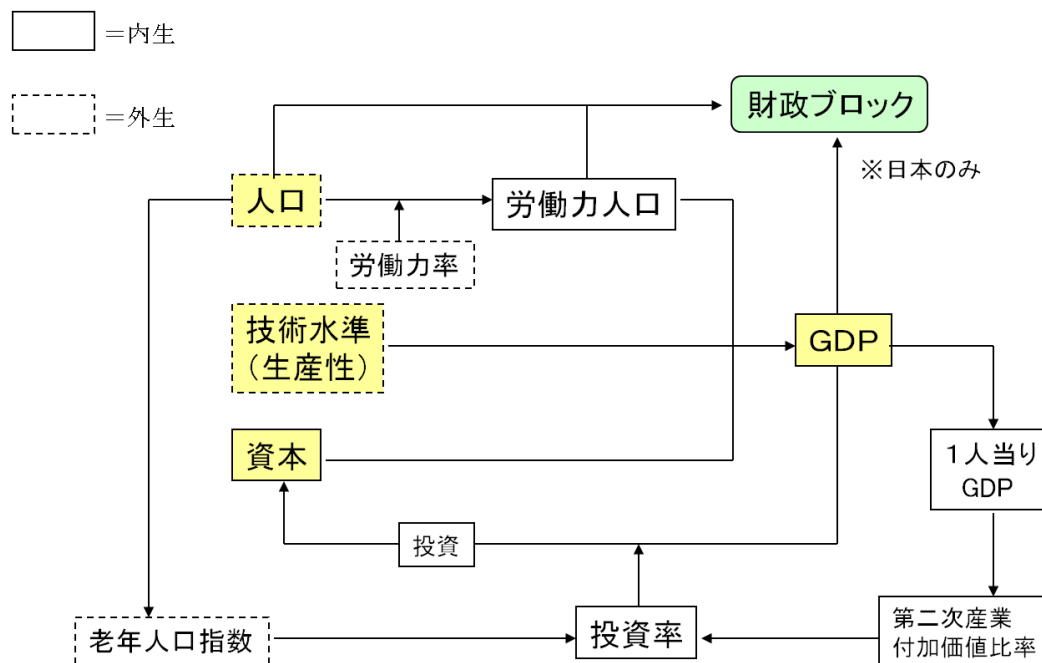 ＝内生
＝外生
財政ブロック
※日本のみ
人口
労働力人口
労働力率
技術水準
（生産性）
GDP
資本
１人当り
GDP
投資
老年人口指数
投資率
第二次産業
付加価値比率